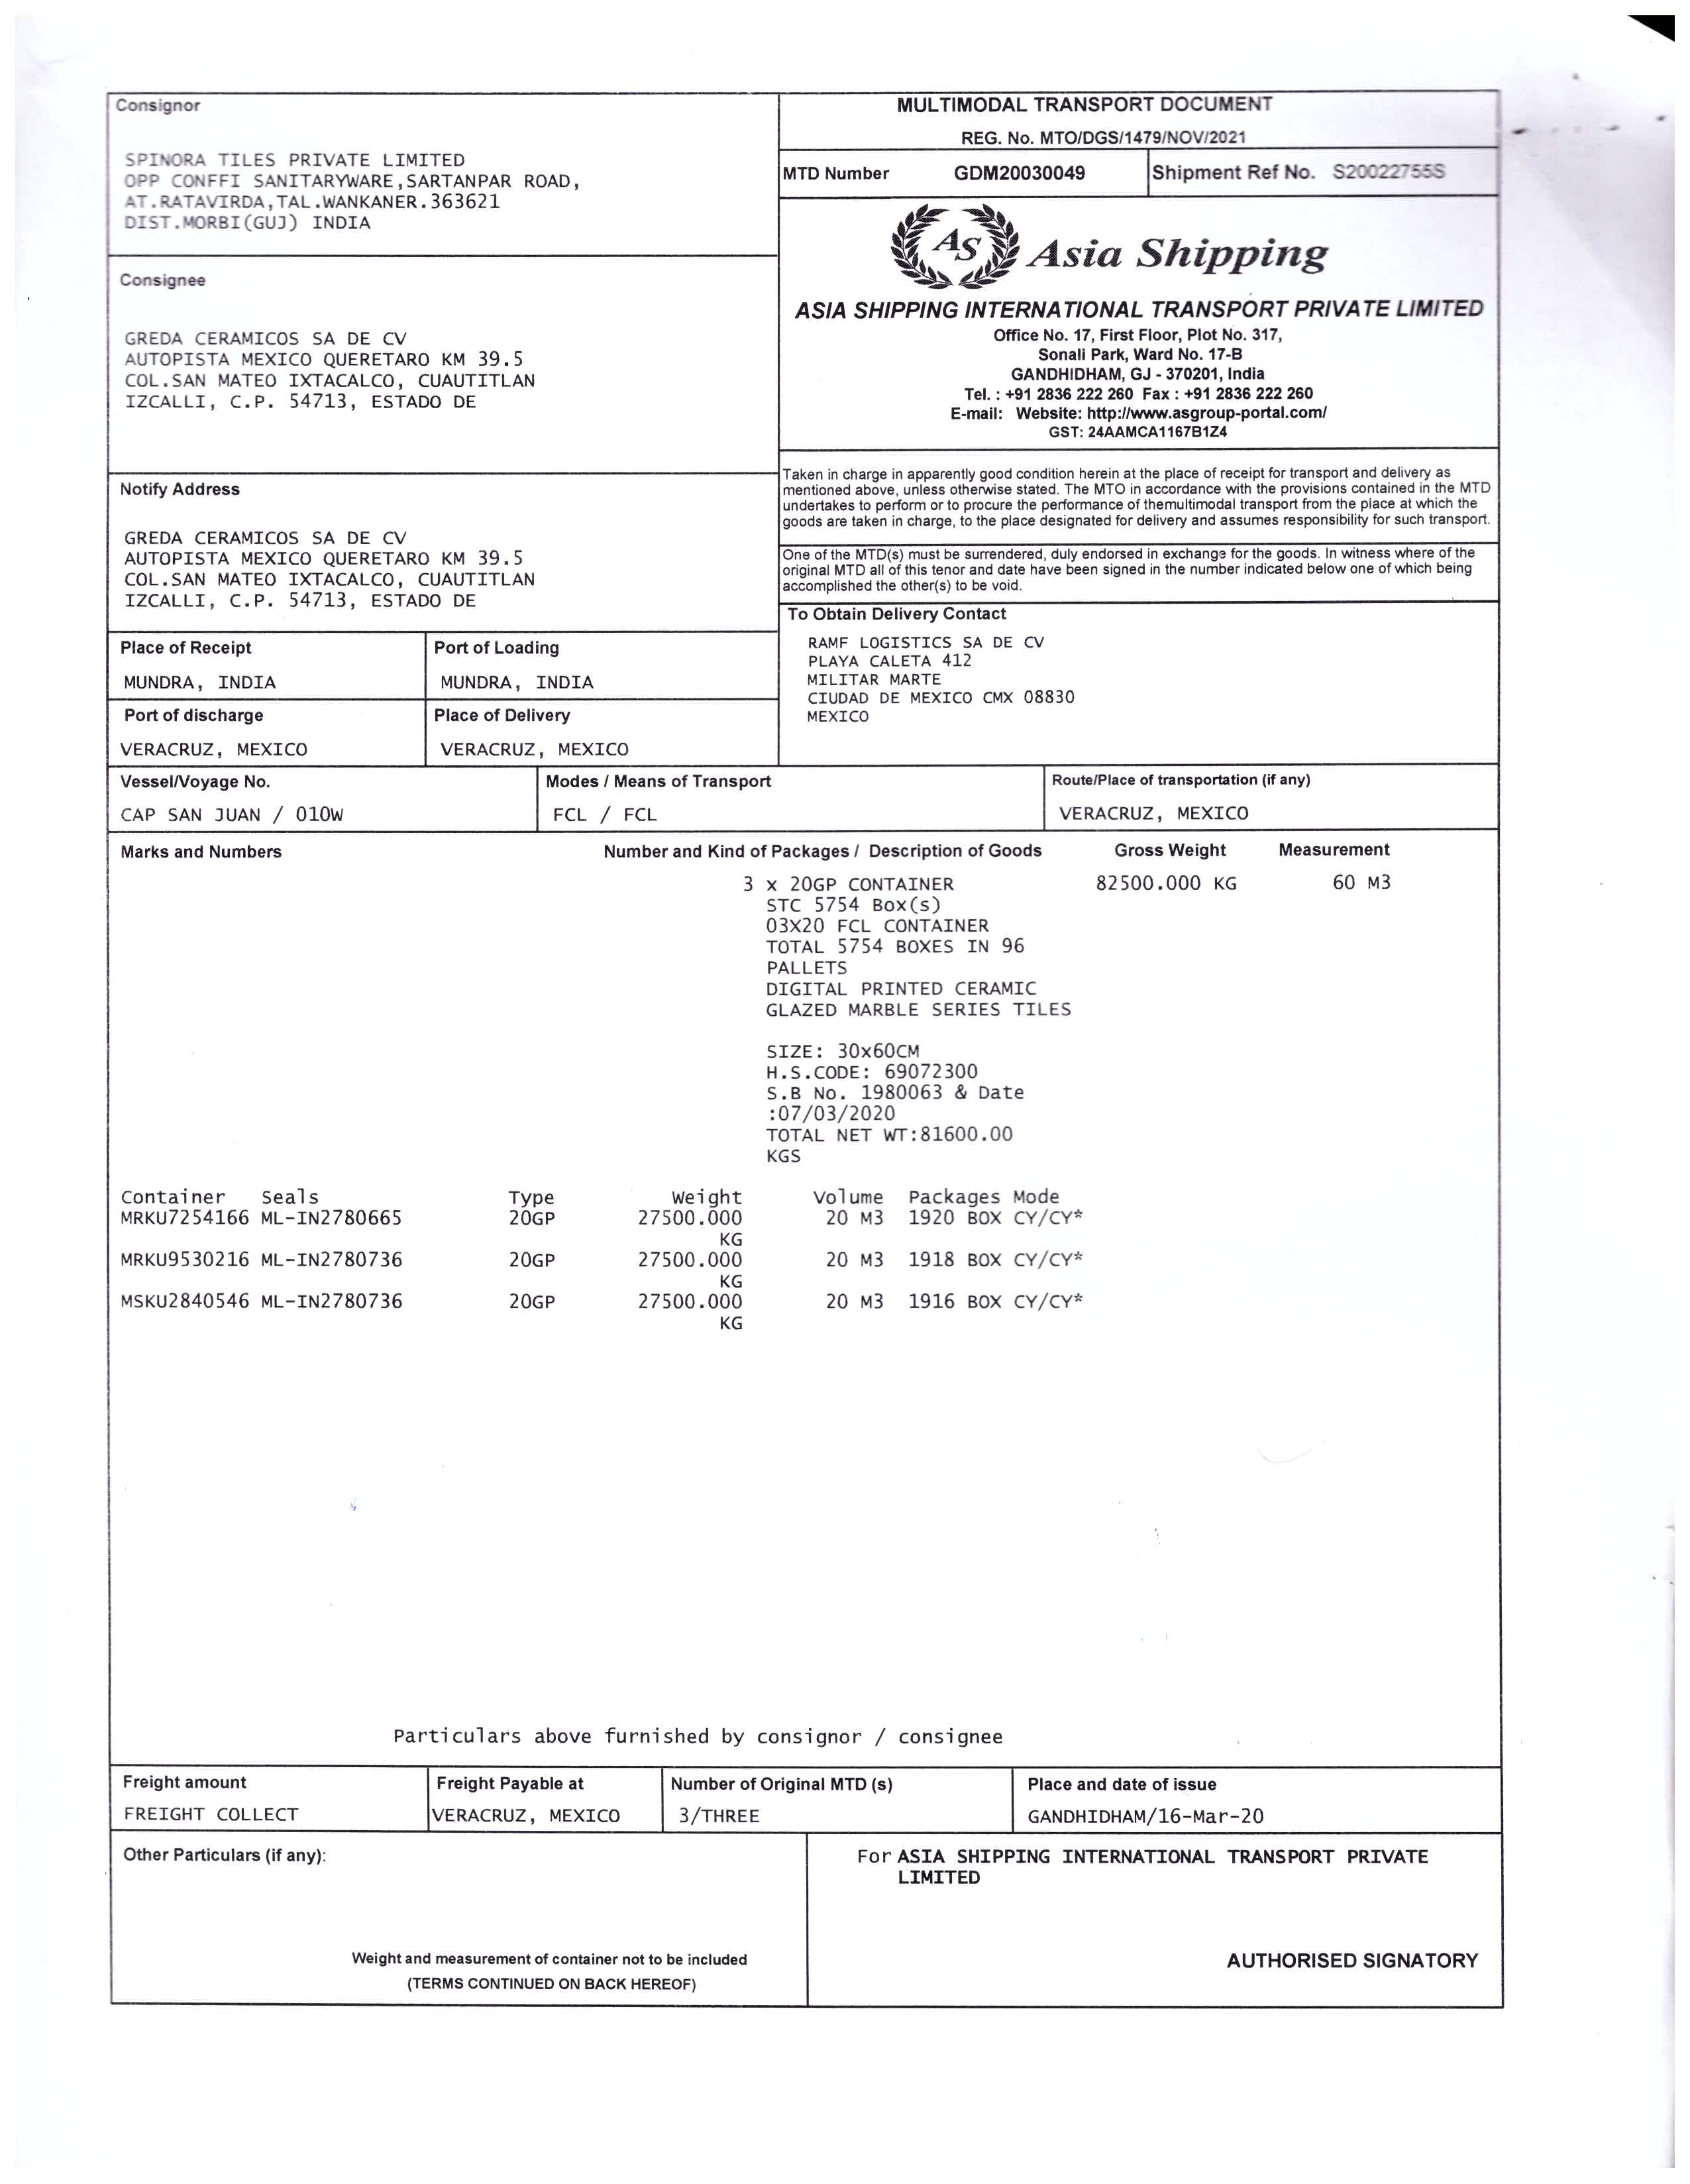 Consignor
SPINORA TILES PRIVATE LIMITED
OPP CONFFI SANITARYWARE,SARTANPAR ROAD,
AT.RATAVIRDA,TAL.WANKANER.363621
DIST.MORBI(GUJ) INDIA
MULTIMODAL TRANSPORT DOCUMENT
REG. No. MTO/DGS/1479/NOV/2021
MTD Number GDM20030049
Shipment Ref No. S20022755S
AS Asia Shipping
ASIA SHIPPING INTERNATIONAL TRANSPORT PRIVATE LIMITED
Office No. 17, First Floor, Plot No. 317,
Sonali Park, Ward No. 17-B
GANDHIDHAM, GJ - 370201, India
Tel. : +91 2836 222 260 Fax : +91 2836 222 260
E-mail: Website: http://www.asgroup-portal.com/
GST: 24AAMCA1167B1Z4
Consignee
GREDA CERAMICOS SA DE CV
AUTOPISTA MEXICO QUERETARO KM 39.5
COL.SAN MATEO IXTACALCO, CUAUTITLAN
IZCALLI, C.P. 54713, ESTADO DE
Taken in charge in apparently good condition herein at the place of receipt for transport and delivery as
mentioned above, unless otherwise stated. The MTO in accordance with the provisions contained in the MTD
undertakes to perform or to procure the performance of themultimodal transport from the place at which the
goods are taken in charge, to the place designated for delivery and assumes responsibility for such transport.
One of the MTD(s) must be surrendered, duly endorsed in exchange for the goods. In witness where of the
original MTD all of this tenor and date have been signed in the number indicated below one of which being
accomplished the other(s) to be void.
Notify Address
GREDA CERAMICOS SA DE CV
AUTOPISTA MEXICO QUERETARO KM 39.5
COL.SAN MATEO IXTACALCO, CUAUTITLAN
IZCALLI, C.P. 54713, ESTADO DE
To Obtain Delivery Contact
RAMF LOGISTICS SA DE CV
PLAYA CALETA 412
MILITAR MARTE
CIUDAD DE MEXICO CMX 08830
MEXICO
Place of Receipt
MUNDRA, INDIA
Port of Loading
MUNDRA, INDIA
Port of discharge
VERACRUZ, MEXICO
Place of Delivery
VERACRUZ, MEXICO
Vessel/Voyage No.
CAP SAN JUAN / 010W
Modes / Means of Transport
FCL / FCL
Route/Place of transportation (if any)
VERACRUZ, MEXICO
Marks and Numbers Number and Kind of Packages / Description of Goods Gross Weight Measurement
3 x 20GP CONTAINER 82500.000 KG 60 M3
STC 5754 Box(s)
03X20 FCL CONTAINER
TOTAL 5754 BOXES IN 96
PALLETS
DIGITAL PRINTED CERAMIC
GLAZED MARBLE SERIES TILES
SIZE: 30x60CM
H.S.CODE: 69072300
S.B No. 1980063 & Date
:07/03/2020
TOTAL NET WT:81600.00
KGS
Container Seals Type Weight Volume Packages Mode
MRKU7254166 ML-IN2780665 20GP 27500.000 20 M3 1920 BOX CY/CY*
KG
MRKU9530216 ML-IN2780736 20GP 27500.000 20 M3 1918 BOX CY/CY*
KG
MSKU2840546 ML-IN2780736 20GP 27500.000 20 M3 1916 BOX CY/CY*
KG
Particulars above furnished by consignor / consignee
Freight amount
FREIGHT COLLECT
Freight Payable at
VERACRUZ, MEXICO
Number of Original MTD (s)
3/THREE
Place and date of issue
GANDHIDHAM/16-Mar-20
Other Particulars (if any):
Weight and measurement of container not to be included
(TERMS CONTINUED ON BACK HEREOF)
For ASIA SHIPPING INTERNATIONAL TRANSPORT PRIVATE
LIMITED
AUTHORISED SIGNATORY